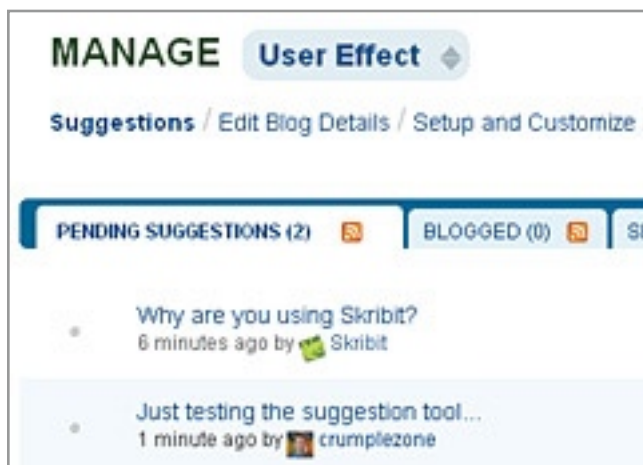 MANAGE User Effect
Suggestions / Edit Blog Details / Setup and Customize
PENDING SUGGESTIONS (2) BLOGGED (0)
Why are you using Skribit?
6 minutes ago by Skribit
Just testing the suggestion tool...
1 minute ago by crumplezone